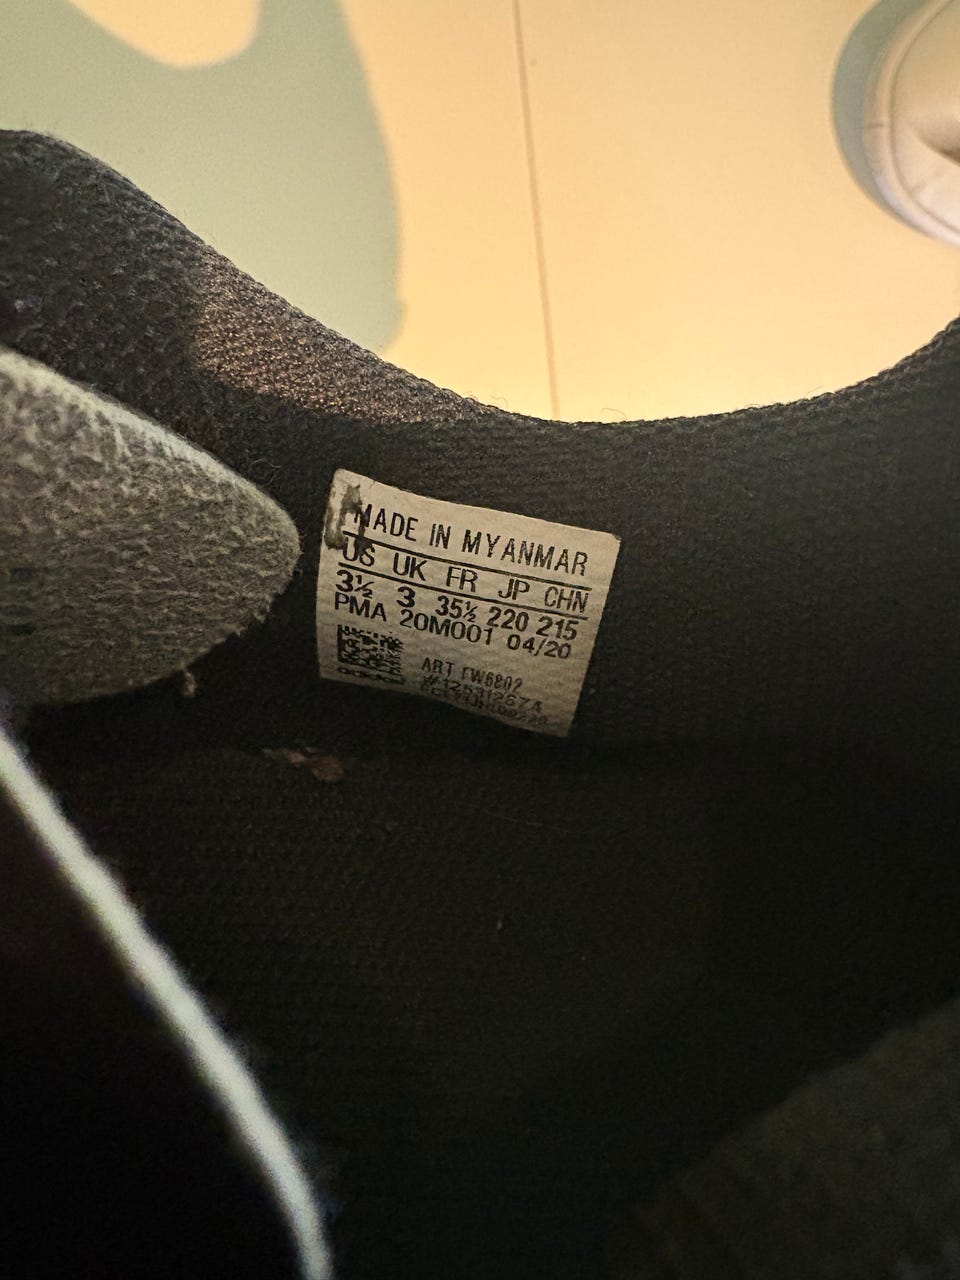 MADE IN MYANMAR
US UK FR JP CHN
3½ 3 35½ 220 215
PMA 20M001 04/20
ART FW6802